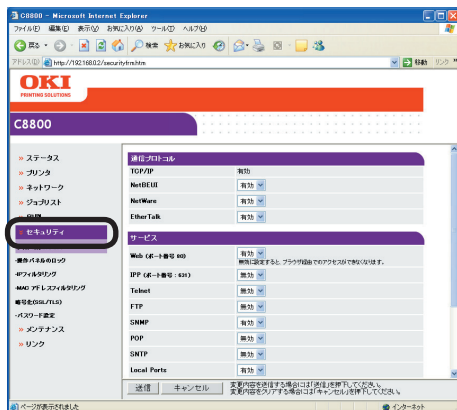 C8800 - Microsoft Internet Explorer
ファイル(F) 編集(E) 表示(V) お気に入り(A) ツール(T) ヘルプ(H)
戻る 検索 お気に入り
アドレス(D) http://192.168.0.2/securityfrm.htm 移動 リンク
OKI
PRINTING SOLUTIONS
C8800
» ステータス
» プリンタ
» ネットワーク
» ジョブリスト
» セキュリティ
・操作パネルのロック
・IPフィルタリング
・MACアドレスフィルタリング
暗号化(SSL/TLS)
・パスワード設定
» メンテナンス
» リンク
通信プロトコル
TCP/IP 有効
NetBEUI 有効
NetWare 有効
EtherTalk 有効
サービス
Web (ポート番号 80) 有効
無効に設定すると、ブラウザ経由でのアクセスができなくなります。
IPP (ポート番号：631) 無効
Telnet 無効
FTP 無効
SNMP 有効
POP 無効
SNTP 無効
Local Ports 有効
送信 キャンセル
変更内容を送信する場合には「送信」を押下してください。
変更内容をクリアする場合は「キャンセル」を押下してください。
ページが表示されました インターネット